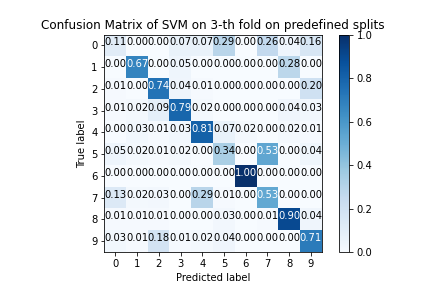 Confusion Matrix of SVM on 3-th fold on predefined splits
True label
0 0.11 0.00 0.00 0.07 0.07 0.29 0.00 0.26 0.04 0.16
1 0.00 0.67 0.00 0.05 0.00 0.00 0.00 0.00 0.28 0.00
2 0.01 0.00 0.74 0.04 0.01 0.00 0.00 0.00 0.00 0.20
3 0.01 0.02 0.09 0.79 0.02 0.00 0.00 0.00 0.04 0.03
4 0.00 0.03 0.01 0.03 0.81 0.07 0.02 0.00 0.02 0.01
5 0.05 0.02 0.01 0.00 0.00 0.34 0.00 0.53 0.00 0.04
6 0.00 0.00 0.00 0.00 0.00 0.00 1.00 0.00 0.00 0.00
7 0.13 0.02 0.03 0.00 0.29 0.01 0.00 0.53 0.00 0.00
8 0.01 0.01 0.00 0.00 0.00 0.03 0.00 0.01 0.90 0.04
9 0.03 0.01 0.18 0.01 0.02 0.04 0.00 0.00 0.00 0.71
0 1 2 3 4 5 6 7 8 9
Predicted label
1.0
0.8
0.6
0.4
0.2
0.0